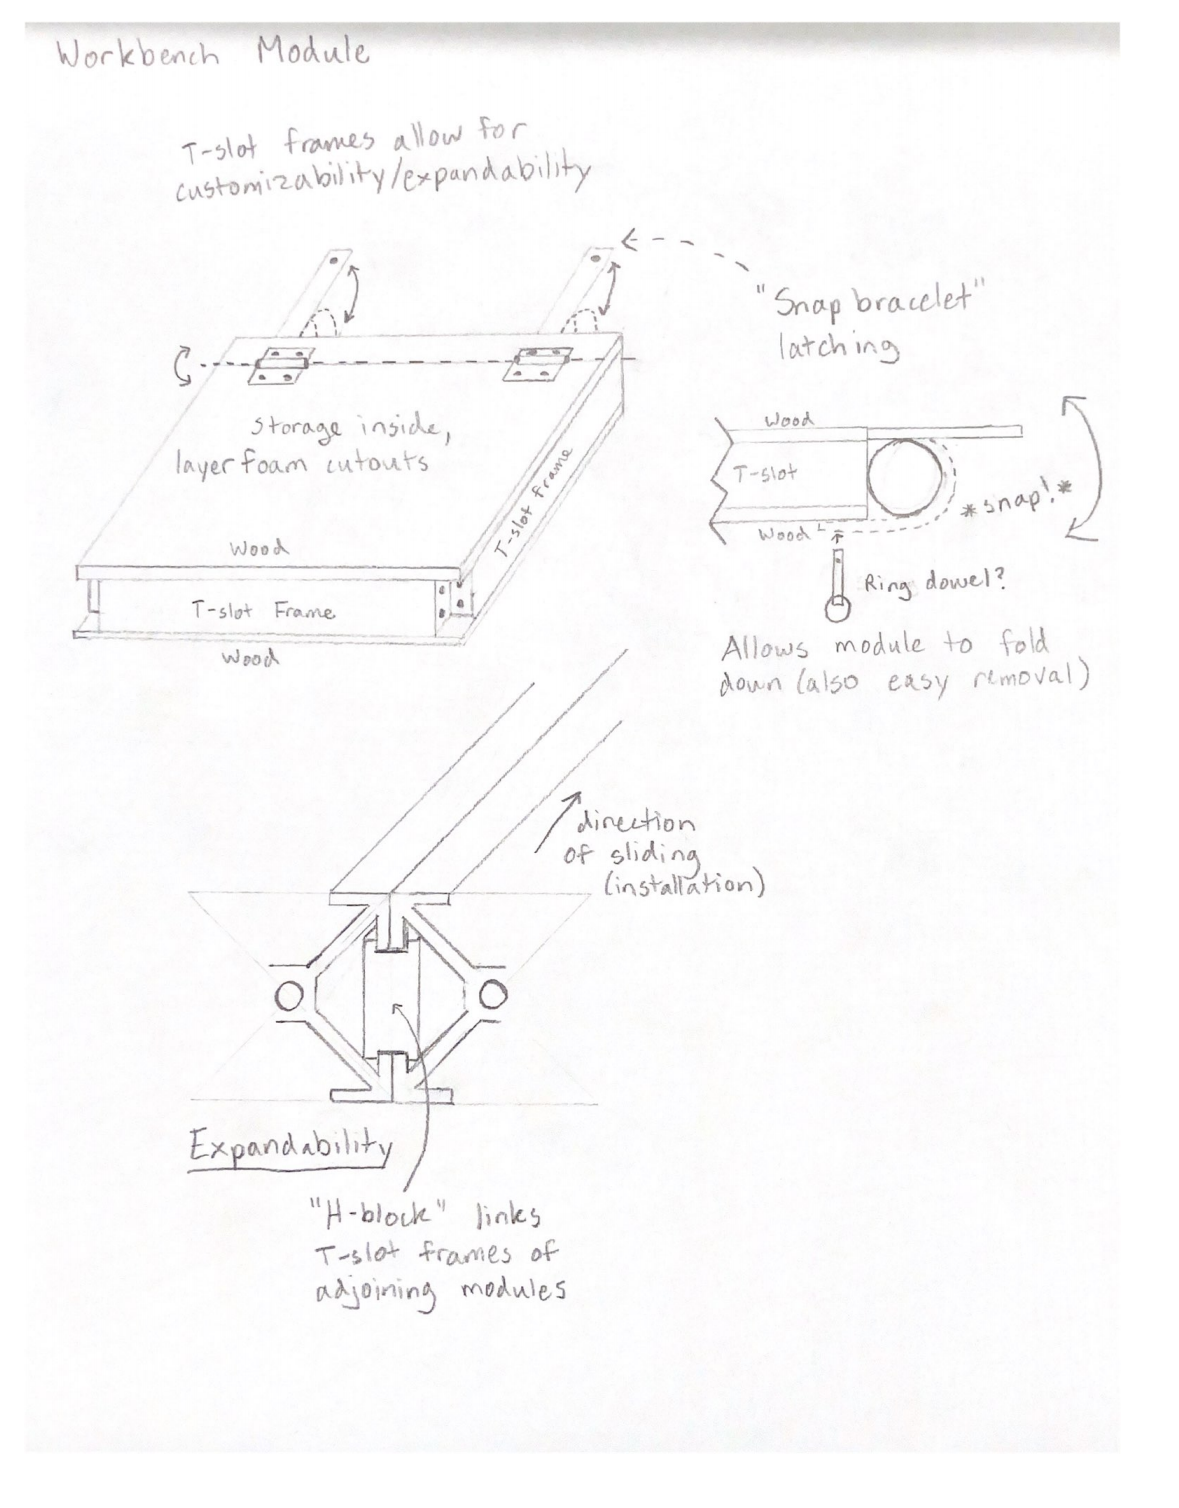 Workbench Module
T-slot frames allow for
customizability/expandability
"Snap bracelet"
latching
storage inside,
layer foam cutouts
T-slot frame
Wood
T-slot Frame
Wood
Wood
T-slot
*snap!*
Wood
Ring dowel?
Allows module to fold
down (also easy removal)
direction
of sliding
(installation)
Expandability
"H-block" links
T-slot frames of
adjoining modules